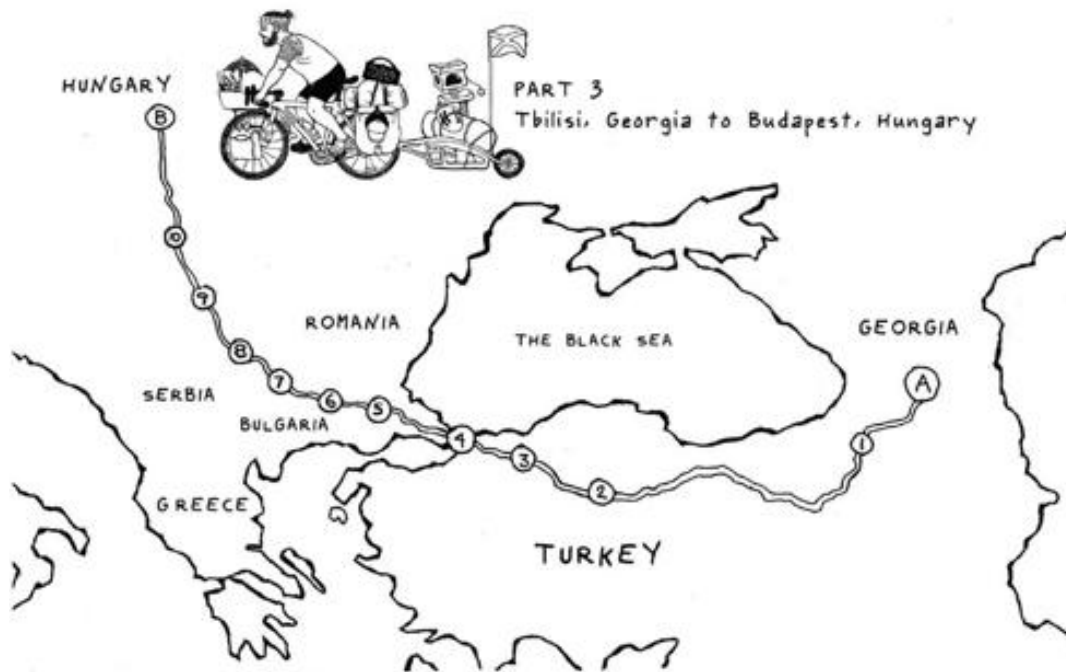 PART 3
Tbilisi, Georgia to Budapest, Hungary
HUNGARY
B
10
9
ROMANIA
THE BLACK SEA
GEORGIA
8
A
7
SERBIA
6
5
BULGARIA
4
1
3
2
GREECE
TURKEY